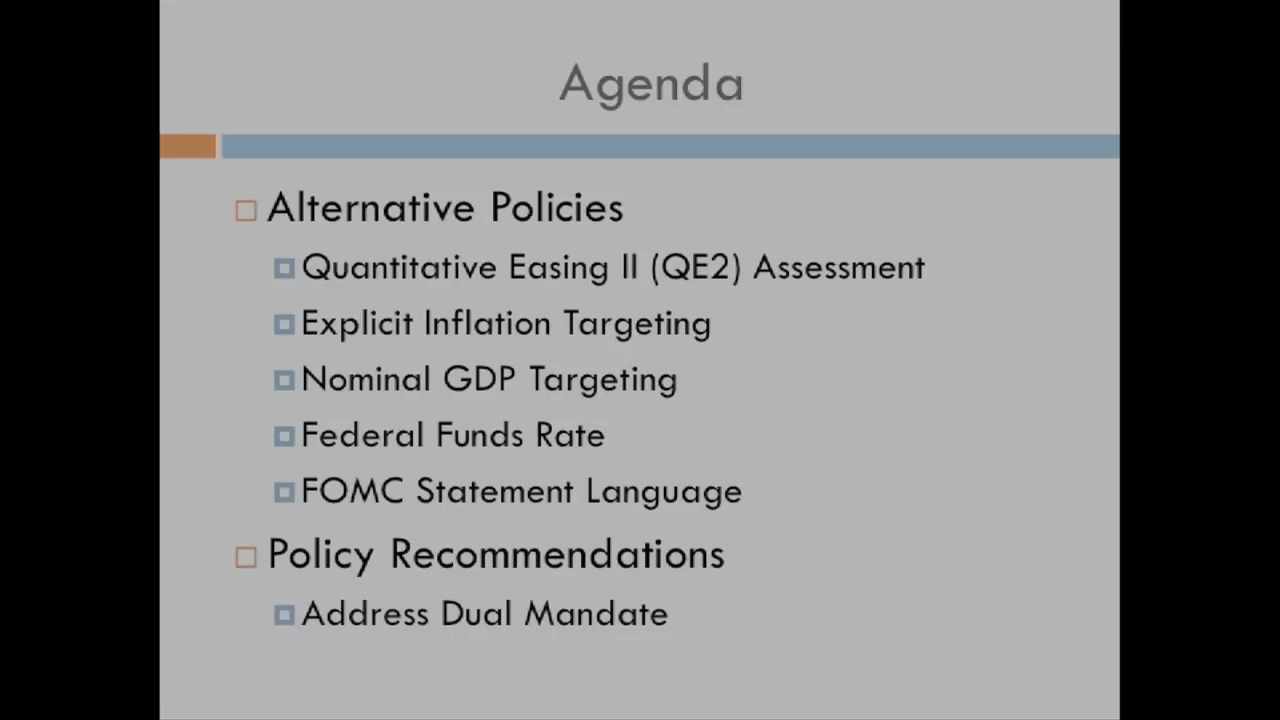 Agenda
Alternative Policies
Quantitative Easing II (QE2) Assessment
Explicit Inflation Targeting
Nominal GDP Targeting
Federal Funds Rate
FOMC Statement Language
Policy Recommendations
Address Dual Mandate